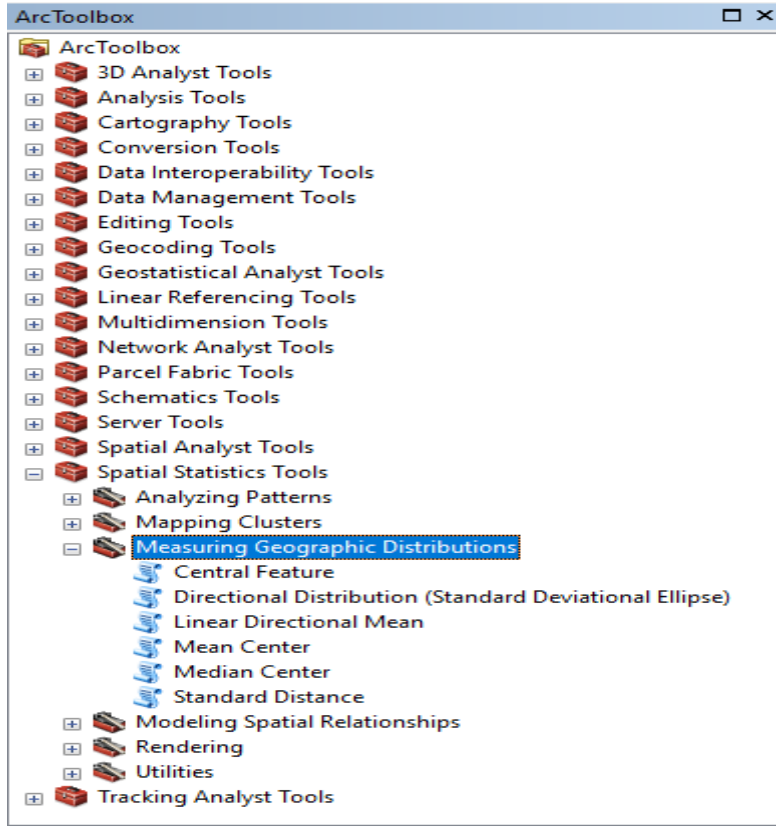 ArcToolbox
ArcToolbox
3D Analyst Tools
Analysis Tools
Cartography Tools
Conversion Tools
Data Interoperability Tools
Data Management Tools
Editing Tools
Geocoding Tools
Geostatistical Analyst Tools
Linear Referencing Tools
Multidimension Tools
Network Analyst Tools
Parcel Fabric Tools
Schematics Tools
Server Tools
Spatial Analyst Tools
Spatial Statistics Tools
Analyzing Patterns
Mapping Clusters
Measuring Geographic Distributions
Central Feature
Directional Distribution (Standard Deviational Ellipse)
Linear Directional Mean
Mean Center
Median Center
Standard Distance
Modeling Spatial Relationships
Rendering
Utilities
Tracking Analyst Tools